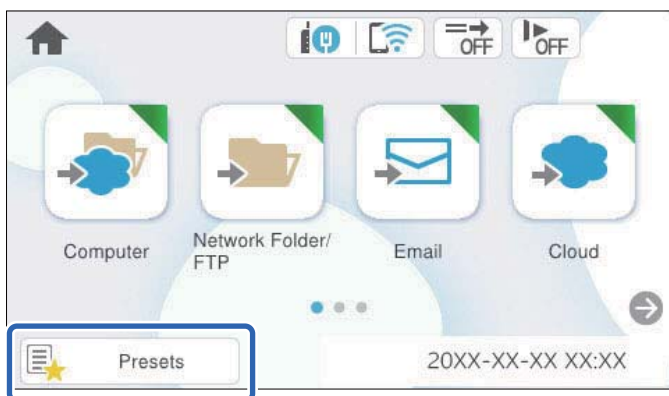 OFF
OFF
Computer
Network Folder/
FTP
Email
Cloud
Presets
20XX-XX-XX XX:XX